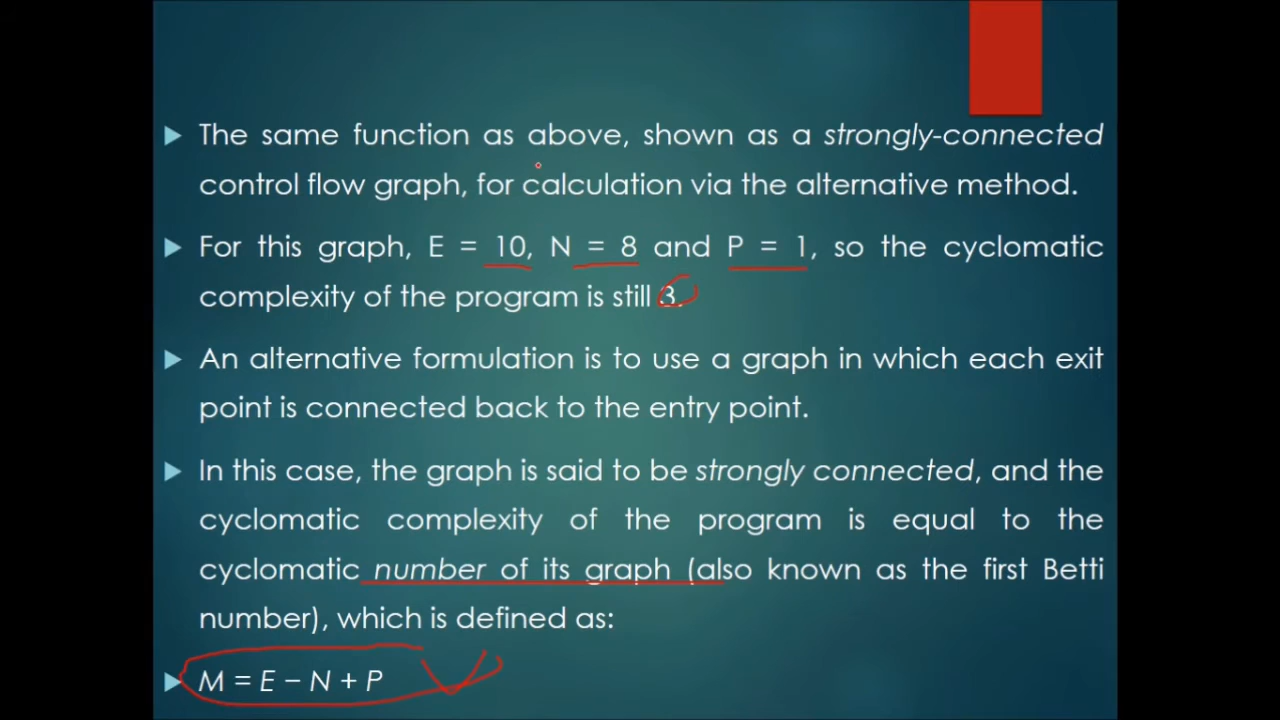 The same function as above, shown as a strongly-connected
control flow graph, for calculation via the alternative method.
For this graph, E = 10, N = 8 and P = 1, so the cyclomatic
complexity of the program is still 3.
An alternative formulation is to use a graph in which each exit
point is connected back to the entry point.
In this case, the graph is said to be strongly connected, and the
cyclomatic complexity of the program is equal to the
cyclomatic number of its graph (also known as the first Betti
number), which is defined as:
M = E − N + P